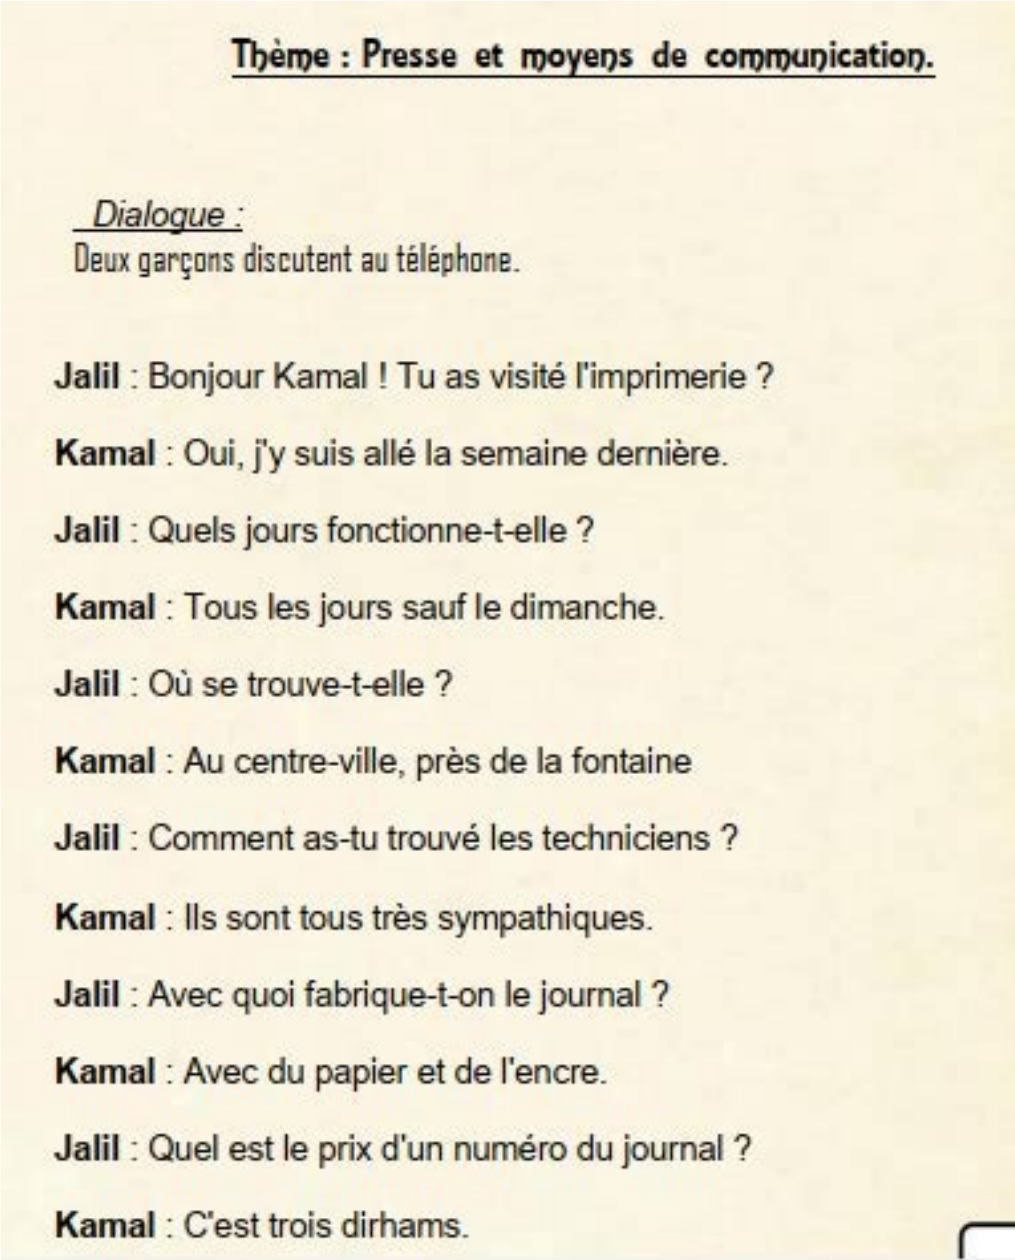 Thème : Presse et moyens de communication.
Dialogue :
Deux garçons discutent au téléphone.
Jalil : Bonjour Kamal ! Tu as visité l'imprimerie ?
Kamal : Oui, j'y suis allé la semaine dernière.
Jalil : Quels jours fonctionne-t-elle ?
Kamal : Tous les jours sauf le dimanche.
Jalil : Où se trouve-t-elle ?
Kamal : Au centre-ville, près de la fontaine
Jalil : Comment as-tu trouvé les techniciens ?
Kamal : Ils sont tous très sympathiques.
Jalil : Avec quoi fabrique-t-on le journal ?
Kamal : Avec du papier et de l'encre.
Jalil : Quel est le prix d'un numéro du journal ?
Kamal : C'est trois dirhams.